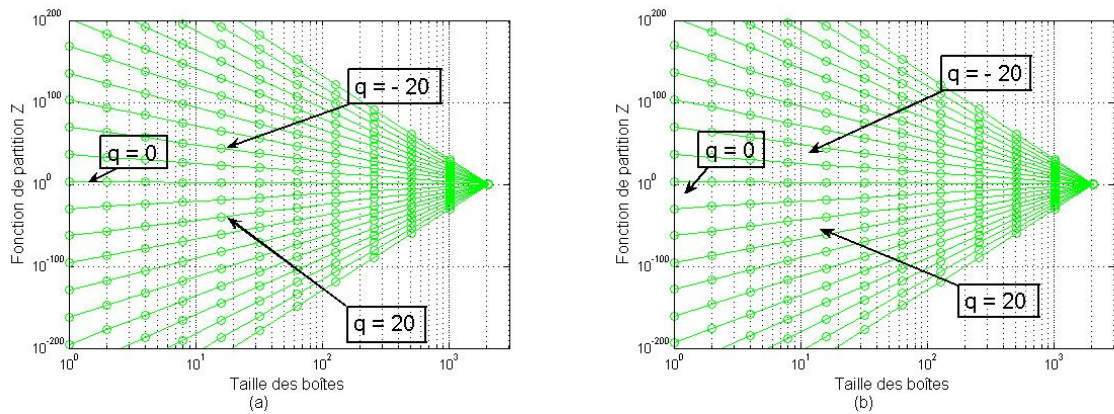 10^200
10^100
10^0
10^-100
10^-200
Fonction de partition Z
q = - 20
q = 0
q = 20
10^0
10^1
10^2
10^3
Taille des boîtes
(a)
10^200
10^100
10^0
10^-100
10^-200
Fonction de partition Z
q = - 20
q = 0
q = 20
10^0
10^1
10^2
10^3
Taille des boîtes
(b)